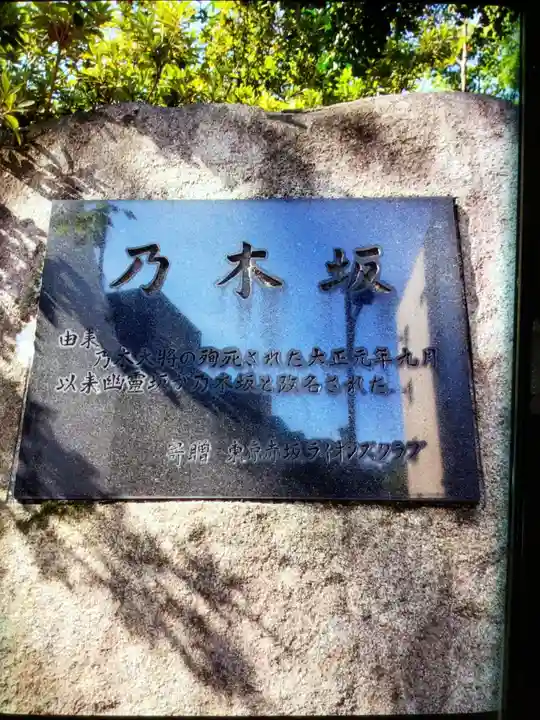 乃木坂
由来
乃木大將の殉死された大正元年九月
以来幽霊坂が乃木坂と改名された
寄贈 東京赤坂ライオンズクラブ